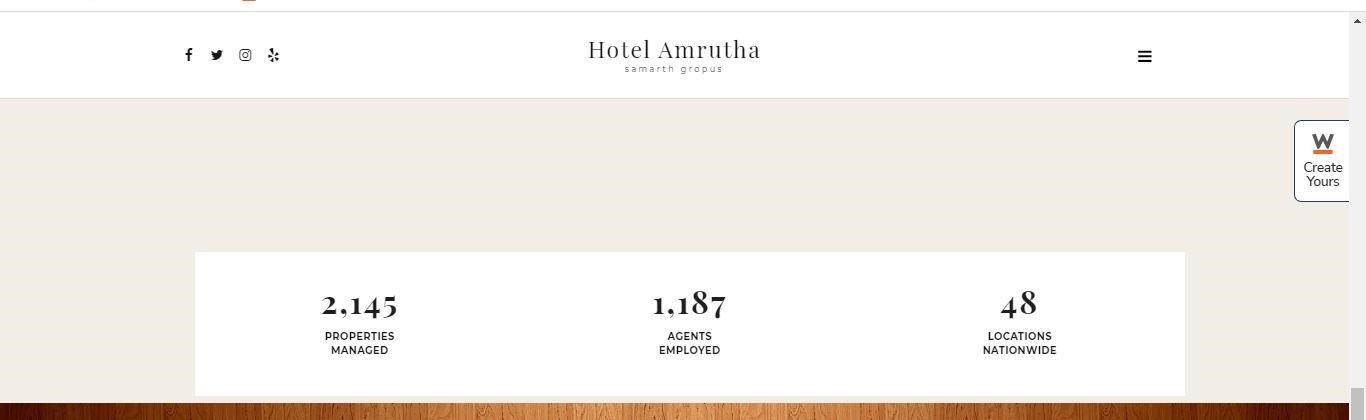 Hotel Amrutha
samarth gropus
W
Create
Yours
2,145
PROPERTIES
MANAGED
1,187
AGENTS
EMPLOYED
48
LOCATIONS
NATIONWIDE